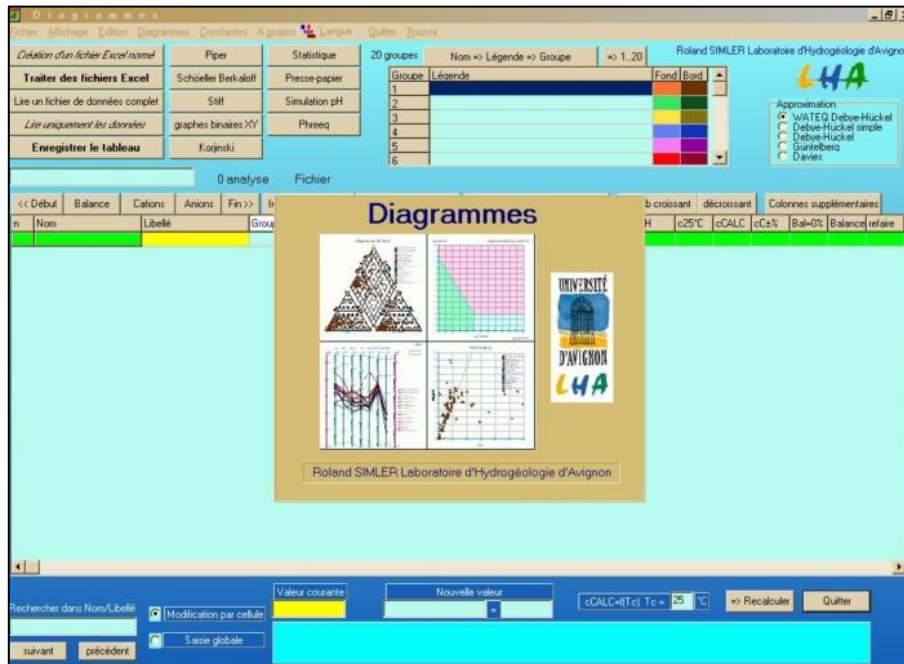 Diagrammes
Fichier Affichage Edition Diagrammes Constantes A propos Langue Quitter Rouvrir
Création d'un fichier Excel normé Piper Statistique 20 groupes Nom => Légende => Groupe => 1..20 Roland SIMLER Laboratoire d'Hydrogéologie d'Avigno
Traiter des fichiers Excel Schöeller Berkaloff Presse-papier Groupe Légende Fond Bord LHA
1
Lire un fichier de données complet Stiff Simulation pH 2 Approximation
3 WATEQ Debye-Hückel
Lire uniquement les données graphes binaires XY Phreeq 4 Debye-Hückel simple
5 Debye-Hückel
Enregistrer le tableau Korjinski 6 Güntelberg
Davies
0 analyse Fichier
<< Début Balance Cations Anions Fin >> croissant décroissant Colonnes supplémentaires
n Nom Libellé c25°C cCALC cC±% Bal=0% Balance refaire
Diagrammes
UNIVERSITÉ
D'AVIGNON
LHA
Roland SIMLER Laboratoire d'Hydrogéologie d'Avignon
Valeur courante Nouvelle valeur
Rechercher dans Nom/Libellé Modification par cellule = cCALC=f(Tc) Tc = 25 °C => Recalculer Quitter
Saisie globale
suivant précédent